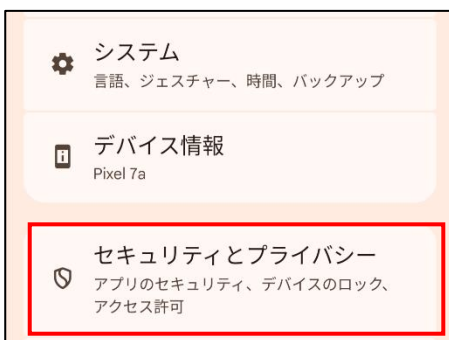 システム
言語、ジェスチャー、時間、バックアップ
デバイス情報
Pixel 7a
セキュリティとプライバシー
アプリのセキュリティ、デバイスのロック、
アクセス許可